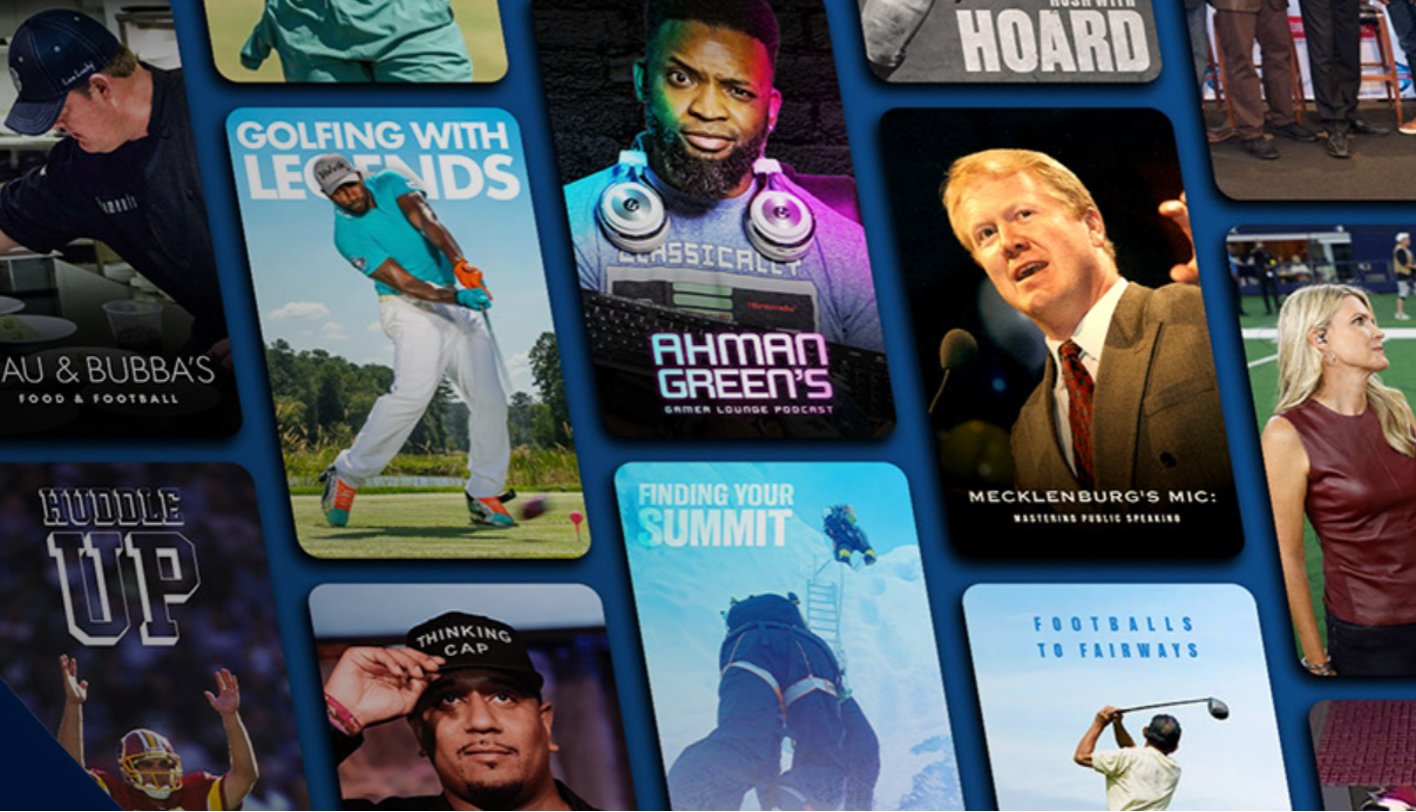 HOARD
GOLFING WITH
LEGENDS
CLASSICALLY
Nintendo
AHMAN
GREEN'S
GAMER LOUNGE PODCAST
MECKLENBURG'S MIC:
MASTERING PUBLIC SPEAKING
AU & BUBBA'S
FOOD & FOOTBALL
HUDDLE
UP
THINKING
CAP
FINDING YOUR
SUMMIT
FOOTBALLS
TO FAIRWAYS